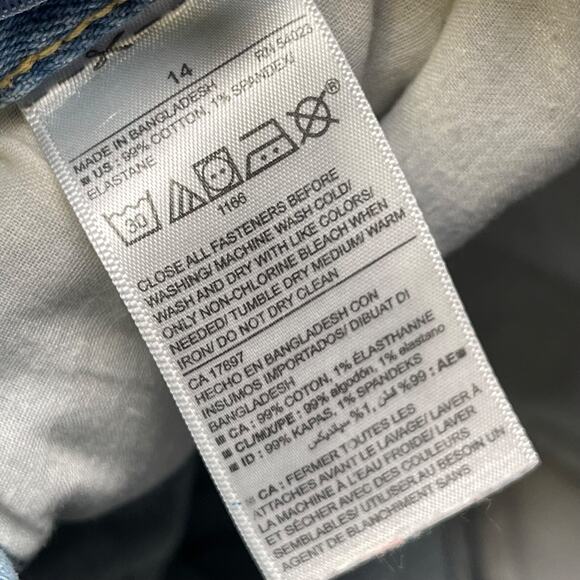 14
RN 54023
MADE IN BANGLADESH
US: 99% COTTON, 1% SPANDEX/
ELASTANE
30
1166
CLOSE ALL FASTENERS BEFORE
WASHING/ MACHINE WASH COLD/
WASH AND DRY WITH LIKE COLORS/
ONLY NON-CHLORINE BLEACH WHEN
NEEDED/ TUMBLE DRY MEDIUM/ WARM
IRON/ DO NOT DRY CLEAN
CA 17897
HECHO EN BANGLADESH CON
INSUMOS IMPORTADOS/ DIBUAT DI
BANGLADESH
CA: 99% COTON, 1% ÉLASTHANNE
CL/MX/PE: 99% algodón, 1% elastano
ID: 99% KAPAS, 1% SPANDEKS
AE: %99 قطن, %1 سباندكس
CA: FERMER TOUTES LES
ATTACHES AVANT LE LAVAGE/ LAVER À
LA MACHINE À L'EAU FROIDE/ LAVER
ET SÉCHER AVEC DES COULEURS
SEMBLABLES/ UTILISER AU BESOIN UN
AGENT DE BLANCHIMENT SANS